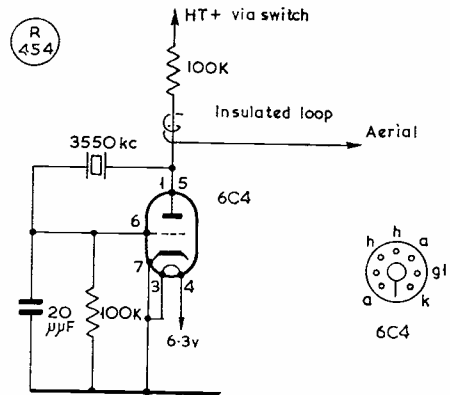 R
454
HT+ via switch
100K
Insulated loop
Aerial
3550kc
1 5
6C4
6
7
3 4
20
μμF
100K
6·3v
h
h
a
g1
a
k
6C4